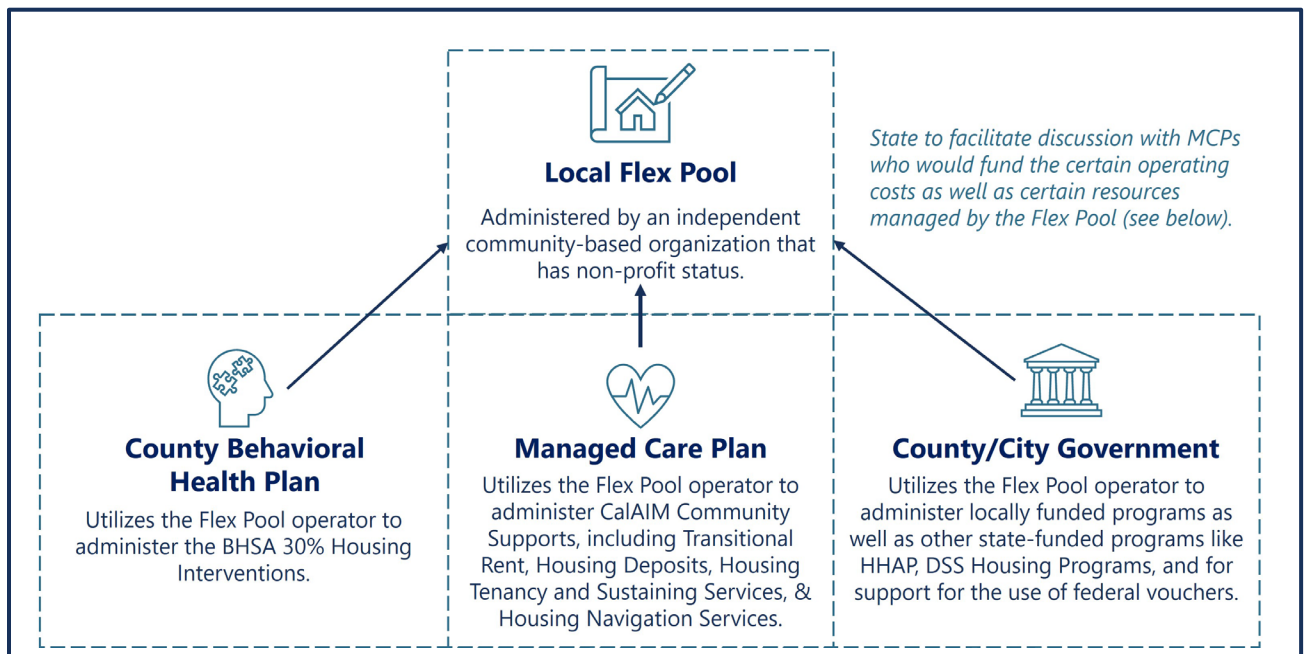 Local Flex Pool
Administered by an independent
community-based organization that
has non-profit status.
State to facilitate discussion with MCPs
who would fund the certain operating
costs as well as certain resources
managed by the Flex Pool (see below).
County Behavioral
Health Plan
Utilizes the Flex Pool operator to
administer the BHSA 30% Housing
Interventions.
Managed Care Plan
Utilizes the Flex Pool operator to
administer CalAIM Community
Supports, including Transitional
Rent, Housing Deposits, Housing
Tenancy and Sustaining Services, &
Housing Navigation Services.
County/City Government
Utilizes the Flex Pool operator to
administer locally funded programs as
well as other state-funded programs like
HHAP, DSS Housing Programs, and for
support for the use of federal vouchers.